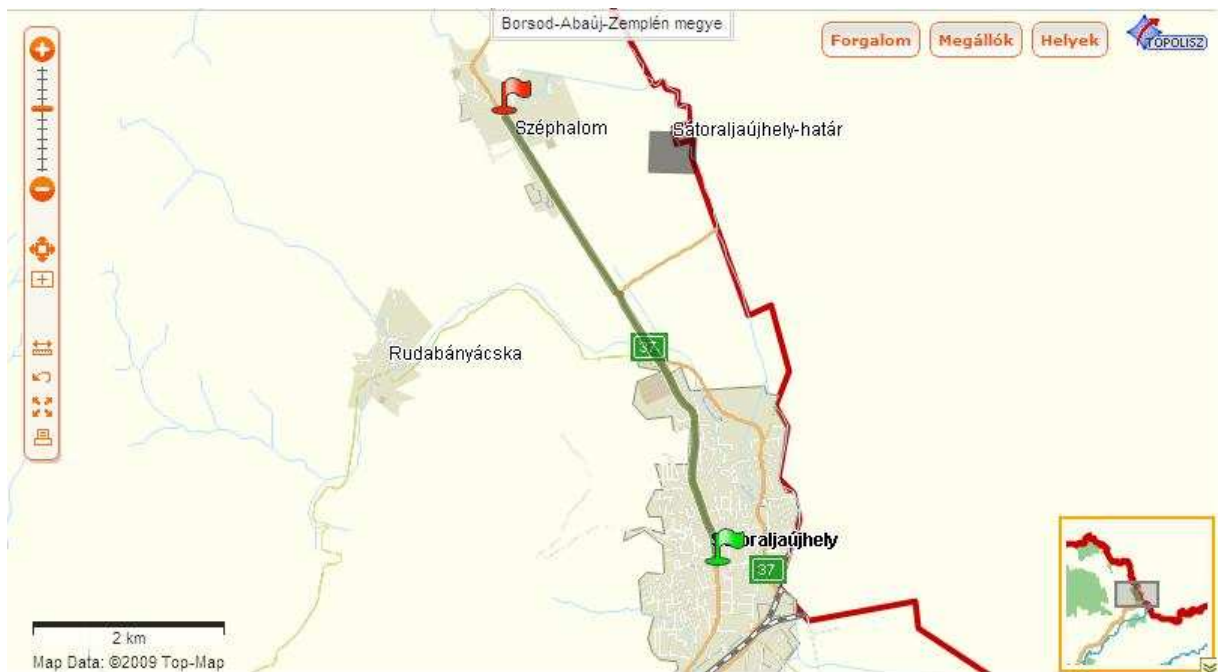 Borsod-Abaúj-Zemplén megye
Forgalom
Megállók
Helyek
TOPOLISZ
Széphalom
Sátoraljaújhely-határ
37
Rudabányácska
37
2 km
Map Data: ©2009 Top-Map